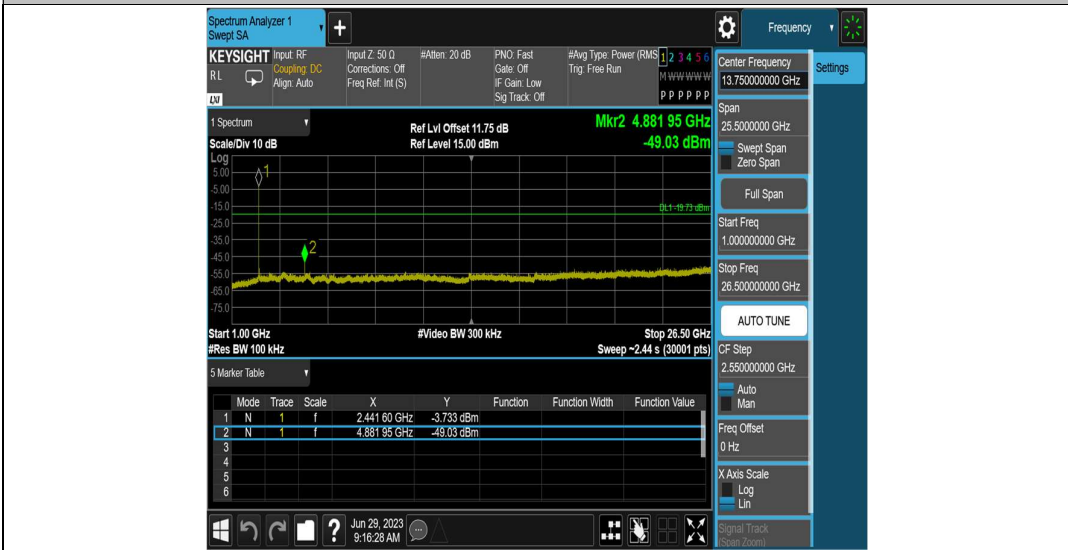 Spectrum Analyzer 1
Swept SA
Frequency
KEYSIGHT
RL
LXI
Input: RF
Coupling: DC
Align: Auto
Input Z: 50 Ω
Corrections: Off
Freq Ref: Int (S)
#Atten: 20 dB
PNO: Fast
Gate: Off
IF Gain: Low
Sig Track: Off
#Avg Type: Power (RMS
Trig: Free Run
1 2 3 4 5 6
M W W W W W
P P P P P P
1 Spectrum
Scale/Div 10 dB
Ref Lvl Offset 11.75 dB
Ref Level 15.00 dBm
Mkr2 4.881 95 GHz
-49.03 dBm
Log
5.00
-5.00
-15.0
-25.0
-35.0
-45.0
-55.0
-65.0
-75.0
1
2
DL1 -19.73 dBm
Start 1.00 GHz
#Res BW 100 kHz
#Video BW 300 kHz
Stop 26.50 GHz
Sweep ~2.44 s (30001 pts)
5 Marker Table
Mode Trace Scale X Y Function Function Width Function Value
1 N 1 f 2.441 60 GHz -3.733 dBm
2 N 1 f 4.881 95 GHz -49.03 dBm
3
4
5
6
?
Jun 29, 2023
9:16:28 AM
Center Frequency
13.750000000 GHz
Settings
Span
25.5000000 GHz
Swept Span
Zero Span
Full Span
Start Freq
1.000000000 GHz
Stop Freq
26.500000000 GHz
AUTO TUNE
CF Step
2.550000000 GHz
Auto
Man
Freq Offset
0 Hz
X Axis Scale
Log
Lin
Signal Track
(Span Zoom)